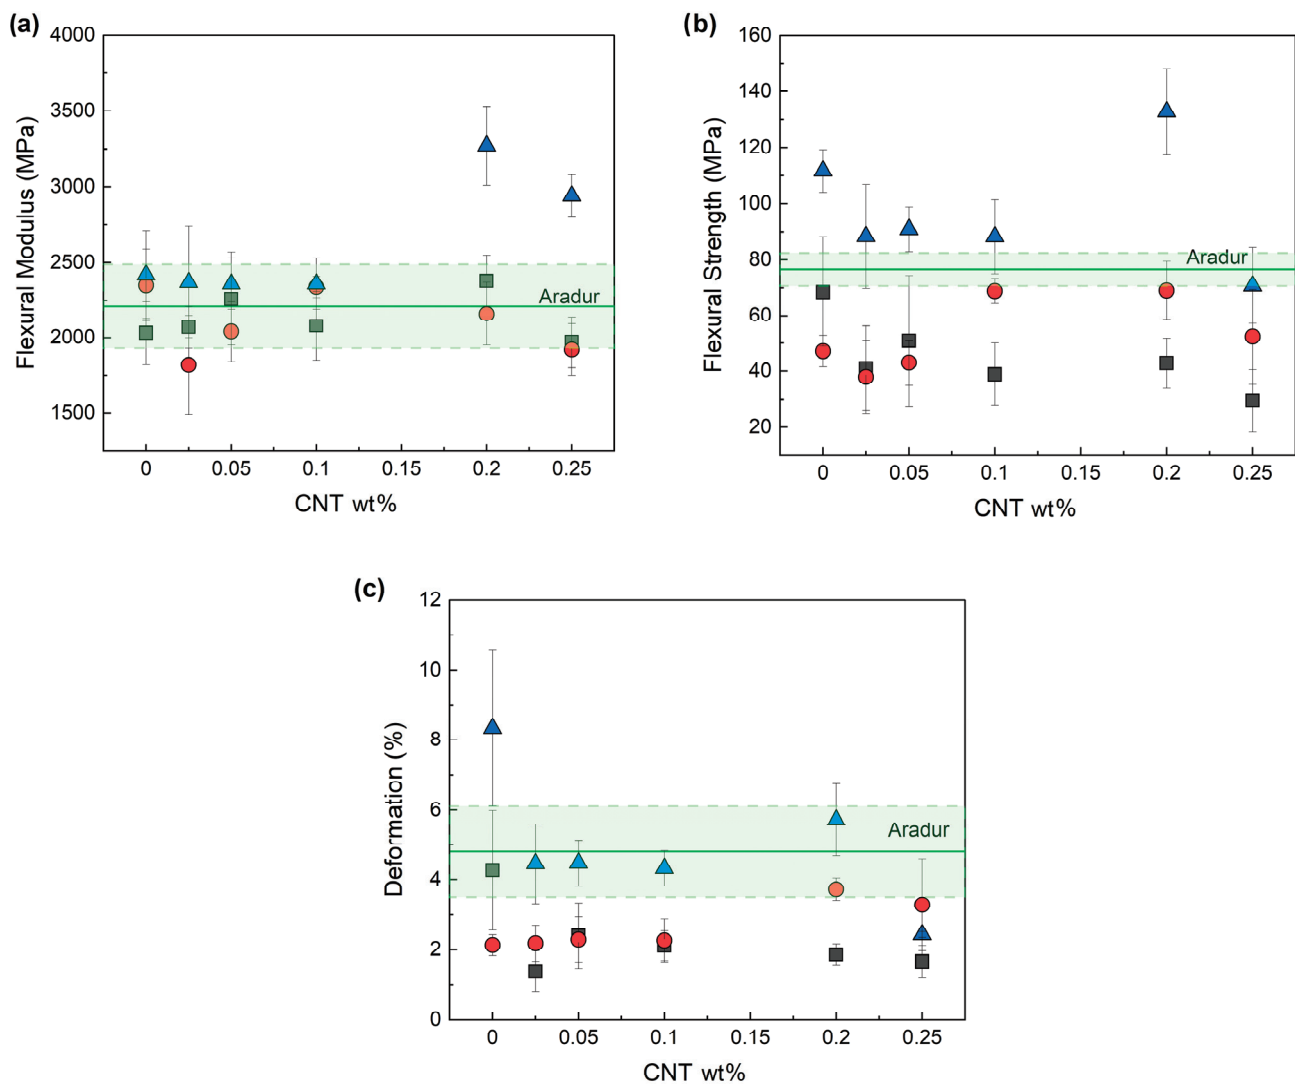 (a)
4000
3500
3000
2500
2000
1500
Flexural Modulus (MPa)
Aradur
0 0.05 0.1 0.15 0.2 0.25
CNT wt%
(b)
160
140
120
100
80
60
40
20
Flexural Strength (MPa)
Aradur
0 0.05 0.1 0.15 0.2 0.25
CNT wt%
(c)
12
10
8
6
4
2
0
Deformation (%)
Aradur
0 0.05 0.1 0.15 0.2 0.25
CNT wt%